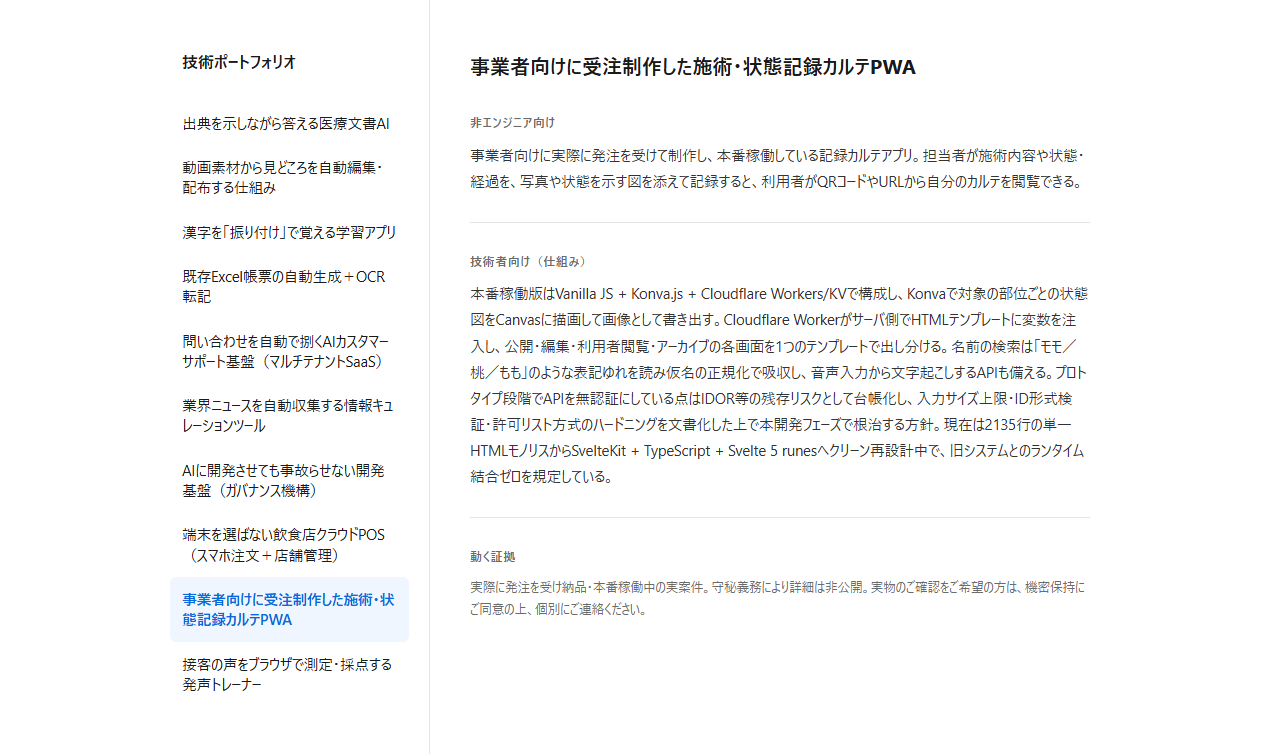 技術ポートフォリオ
出典を示しながら答える医療文書AI
動画素材から見どころを自動編集・
配布する仕組み
漢字を「振り付け」で覚える学習アプリ
既存Excel帳票の自動生成＋OCR
転記
問い合わせを自動で捌くAIカスタマー
サポート基盤（マルチテナントSaaS）
業界ニュースを自動収集する情報キュ
レーションツール
AIに開発させても事故らせない開発
基盤（ガバナンス機構）
端末を選ばない飲食店クラウドPOS
（スマホ注文＋店舗管理）
事業者向けに受注制作した施術・状
態記録カルテPWA
接客の声をブラウザで測定・採点する
発声トレーナー
事業者向けに受注制作した施術・状態記録カルテPWA
非エンジニア向け
事業者向けに実際に発注を受けて制作し、本番稼働している記録カルテアプリ。担当者が施術内容や状態・
経過を、写真や状態を示す図を添えて記録すると、利用者がQRコードやURLから自分のカルテを閲覧できる。
技術者向け（仕組み）
本番稼働版はVanilla JS + Konva.js + Cloudflare Workers/KVで構成し、Konvaで対象の部位ごとの状態
図をCanvasに描画して画像として書き出す。Cloudflare Workerがサーバ側でHTMLテンプレートに変数を注
入し、公開・編集・利用者閲覧・アーカイブの各画面を1つのテンプレートで出し分ける。名前の検索は「モモ／
桃／もも」のような表記ゆれを読み仮名の正規化で吸収し、音声入力から文字起こしするAPIも備える。プロト
タイプ段階でAPIを無認証にしている点はIDOR等の残存リスクとして台帳化し、入力サイズ上限・ID形式検
証・許可リスト方式のハードニングを文書化した上で本開発フェーズで根治する方針。現在は2135行の単一
HTMLモノリスからSvelteKit + TypeScript + Svelte 5 runesへクリーン再設計中で、旧システムとのランタイム
結合ゼロを規定している。
動く証拠
実際に発注を受け納品・本番稼働中の実案件。守秘義務により詳細は非公開。実物のご確認をご希望の方は、機密保持に
ご同意の上、個別にご連絡ください。